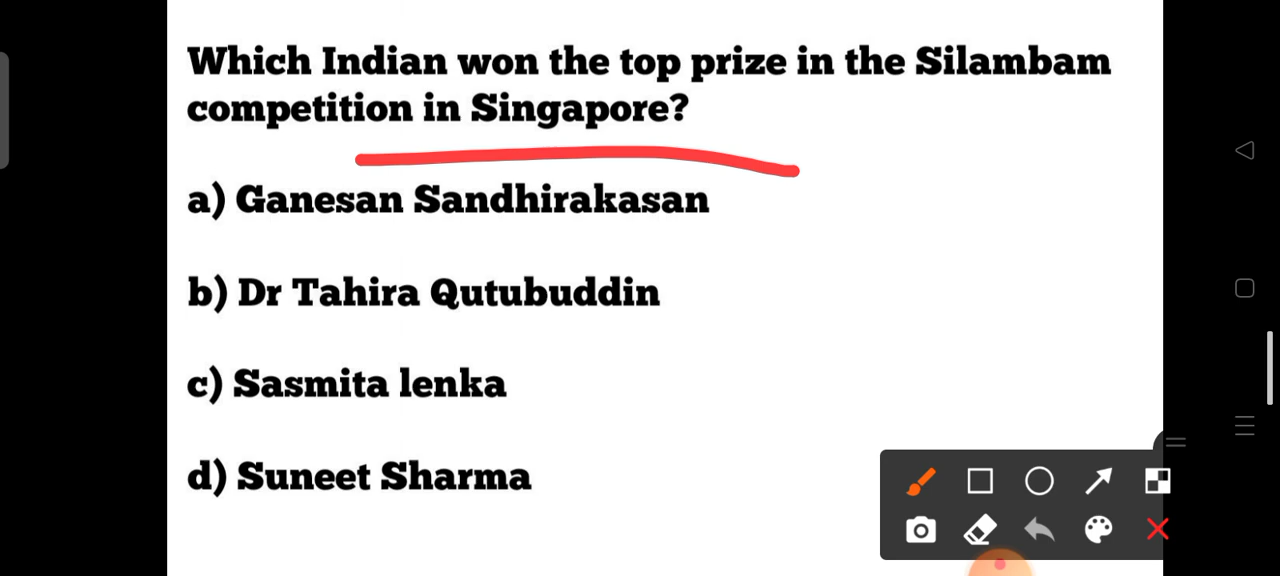 Which Indian won the top prize in the Silambam
competition in Singapore?
a) Ganesan Sandhirakasan
b) Dr Tahira Qutubuddin
c) Sasmita lenka
d) Suneet Sharma